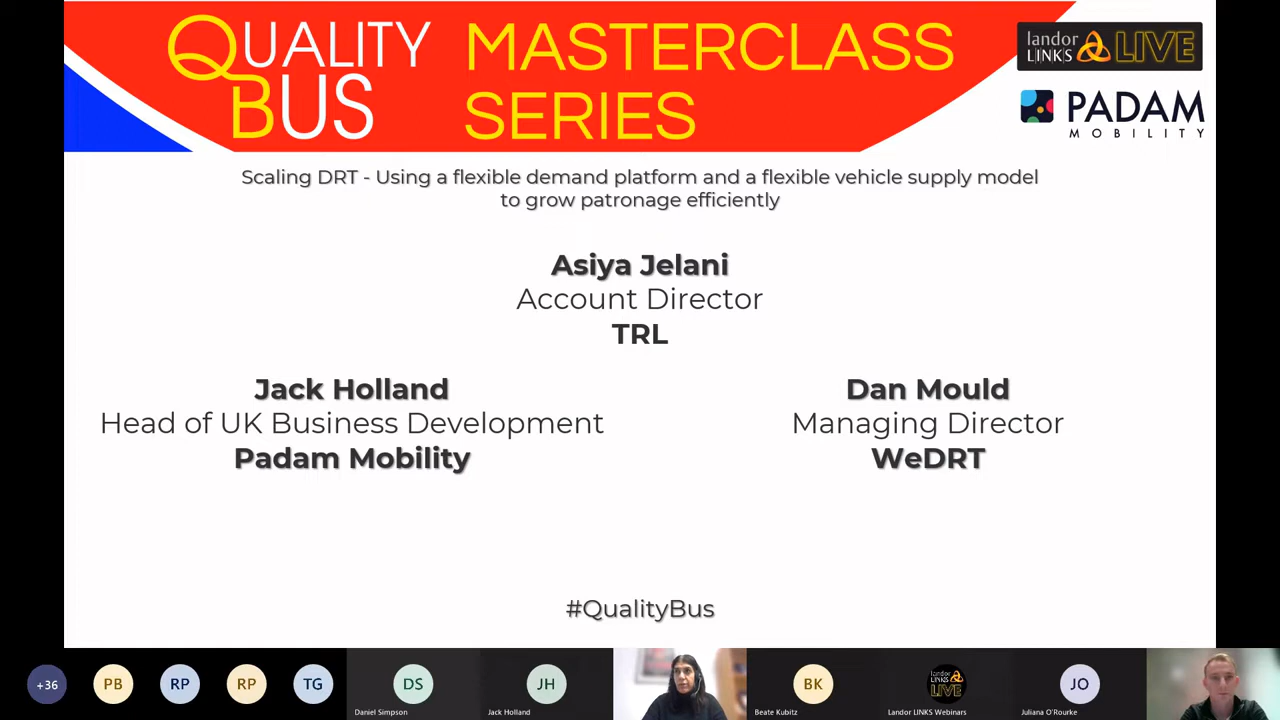 QUALITY BUS
MASTERCLASS SERIES
landor LINKS LIVE
PADAM MOBILITY
Scaling DRT - Using a flexible demand platform and a flexible vehicle supply model
to grow patronage efficiently
Asiya Jelani
Account Director
TRL
Jack Holland
Head of UK Business Development
Padam Mobility
Dan Mould
Managing Director
WeDRT
#QualityBus
+36
PB
RP
RP
TG
DS
Daniel Simpson
JH
Jack Holland
BK
Beate Kubitz
landor LINKS LIVE
Landor LINKS Webinars
JO
Juliana O'Rourke